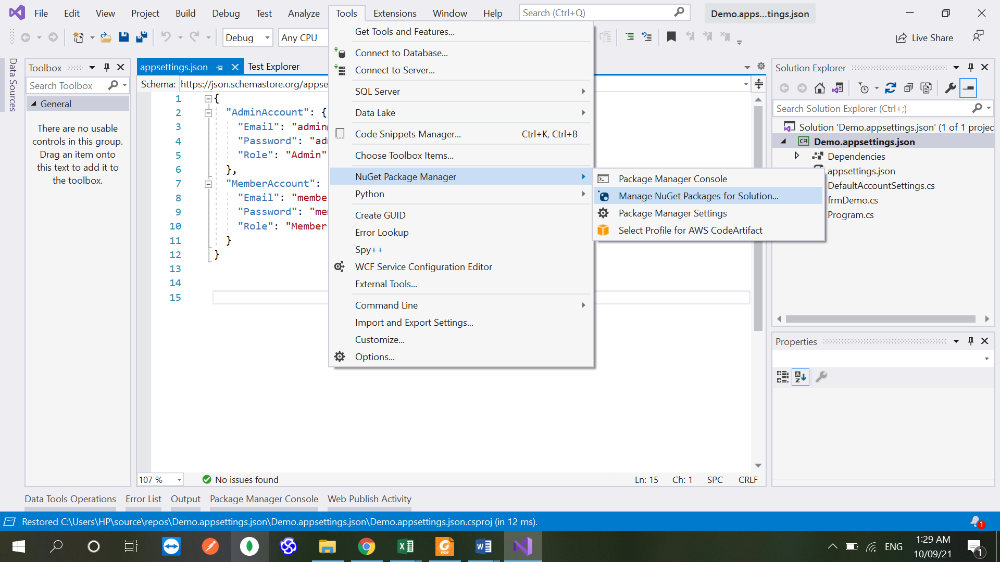 File Edit View Project Build Debug Test Analyze Tools Extensions Window Help Search (Ctrl+Q) Demo.apps...tings.json
Debug Any CPU Live Share
Data Sources
Toolbox
Search Toolbox
General
There are no usable
controls in this group.
Drag an item onto
this text to add it to
the toolbox.
appsettings.json Test Explorer
Schema: https://json.schemastore.org/appse
1 {
2 "AdminAccount": {
3 "Email": "admin
4 "Password": "adm
5 "Role": "Admin"
6 },
7 "MemberAccount":
8 "Email": "membe
9 "Password": "me
10 "Role": "Member
11 }
12 }
13
14
15
107 % No issues found Ln: 15 Ch: 1 SPC CRLF
Get Tools and Features...
Connect to Database...
Connect to Server...
SQL Server
Data Lake
Code Snippets Manager... Ctrl+K, Ctrl+B
Choose Toolbox Items...
NuGet Package Manager
Python
Create GUID
Error Lookup
Spy++
WCF Service Configuration Editor
External Tools...
Command Line
Import and Export Settings...
Customize...
Options...
Package Manager Console
Manage NuGet Packages for Solution...
Package Manager Settings
Select Profile for AWS CodeArtifact
Solution Explorer
Search Solution Explorer (Ctrl+;)
Solution 'Demo.appsettings.json' (1 of 1 projec
C# Demo.appsettings.json
Dependencies
appsettings.json
DefaultAccountSettings.cs
frmDemo.cs
Program.cs
Properties
Data Tools Operations Error List Output Package Manager Console Web Publish Activity
Restored C:\Users\HP\source\repos\Demo.appsettings.json\Demo.appsettings.json\Demo.appsettings.json.csproj (in 12 ms).
1
PDF
ENG
1:29 AM
10/09/21
1